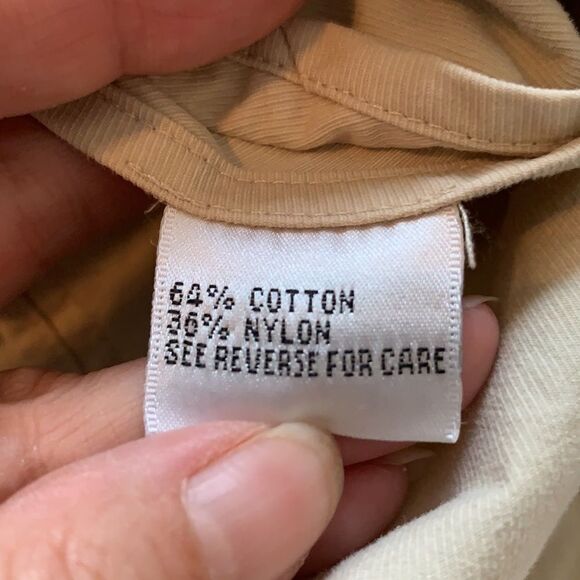 64% COTTON
36% NYLON
SEE REVERSE FOR CARE